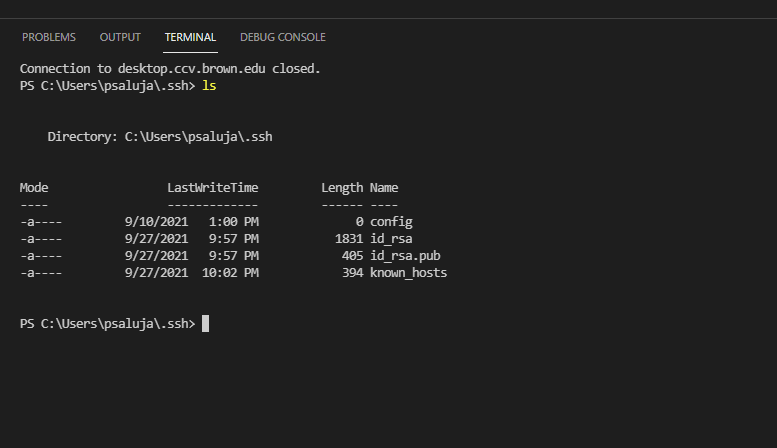 PROBLEMS OUTPUT TERMINAL DEBUG CONSOLE
Connection to desktop.ccv.brown.edu closed.
PS C:\Users\psaluja\.ssh> ls
Directory: C:\Users\psaluja\.ssh
Mode LastWriteTime Length Name
---- ------------- ------ ----
-a---- 9/10/2021 1:00 PM 0 config
-a---- 9/27/2021 9:57 PM 1831 id_rsa
-a---- 9/27/2021 9:57 PM 405 id_rsa.pub
-a---- 9/27/2021 10:02 PM 394 known_hosts
PS C:\Users\psaluja\.ssh>